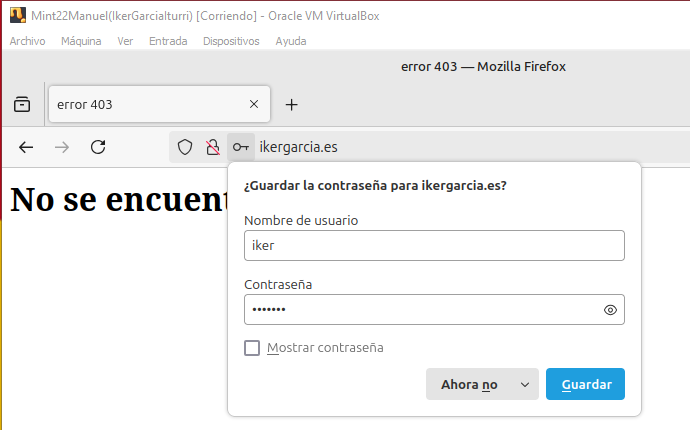 Mint22Manuel(IkerGarciaIturri) [Corriendo] - Oracle VM VirtualBox
Archivo Máquina Ver Entrada Dispositivos Ayuda
error 403 — Mozilla Firefox
error 403
ikergarcia.es
No se encuent
¿Guardar la contraseña para ikergarcia.es?
Nombre de usuario
iker
Contraseña
•••••••
Mostrar contraseña
Ahora no
Guardar